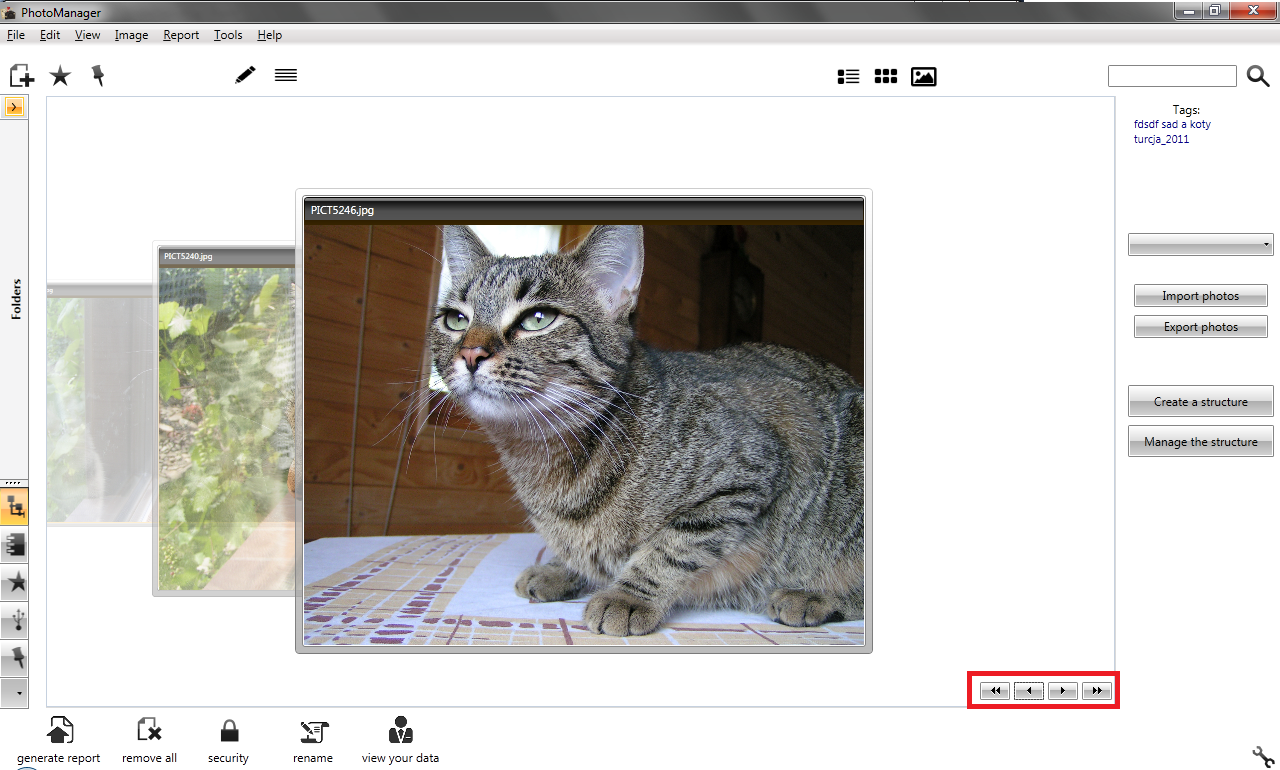 PhotoManager
File Edit View Image Report Tools Help
Tags:
fdsdf sad a koty
turcja_2011
Folders
PICT5246.jpg
PICT5240.jpg
Import photos
Export photos
Create a structure
Manage the structure
generate report remove all security rename view your data